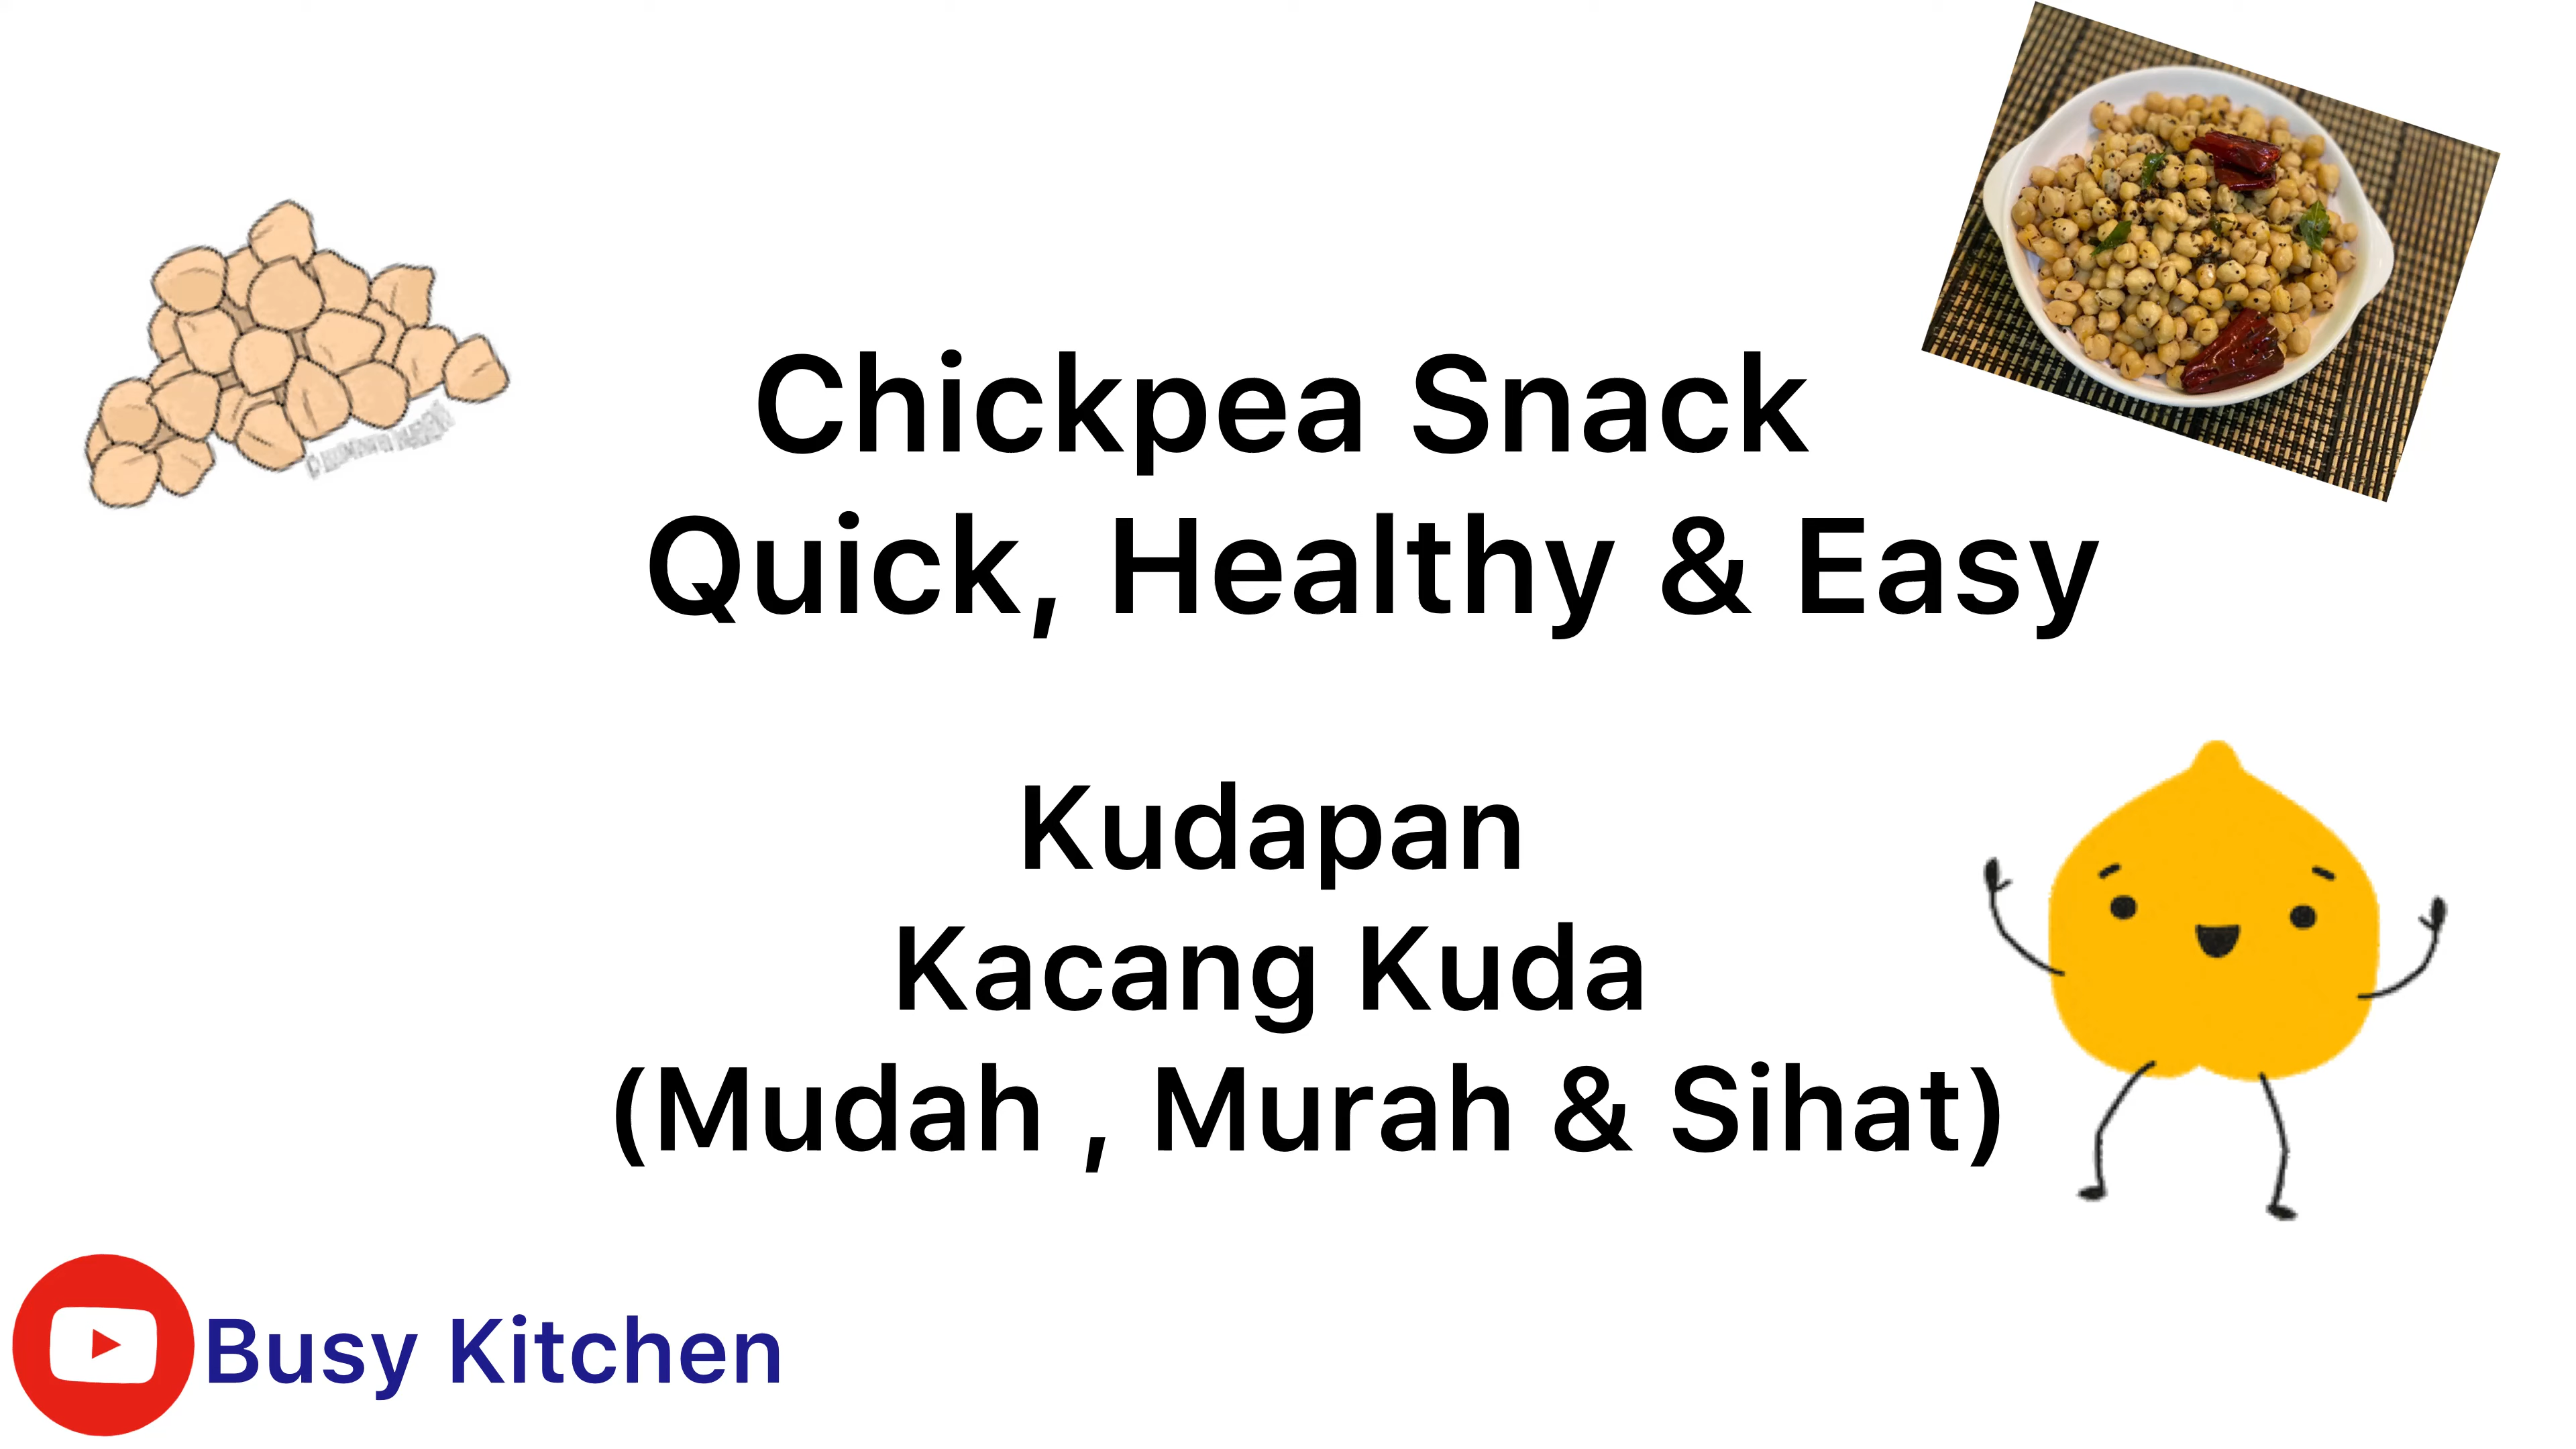 Chickpea Snack
Quick, Healthy & Easy
Kudapan
Kacang Kuda
(Mudah , Murah & Sihat)
Busy Kitchen